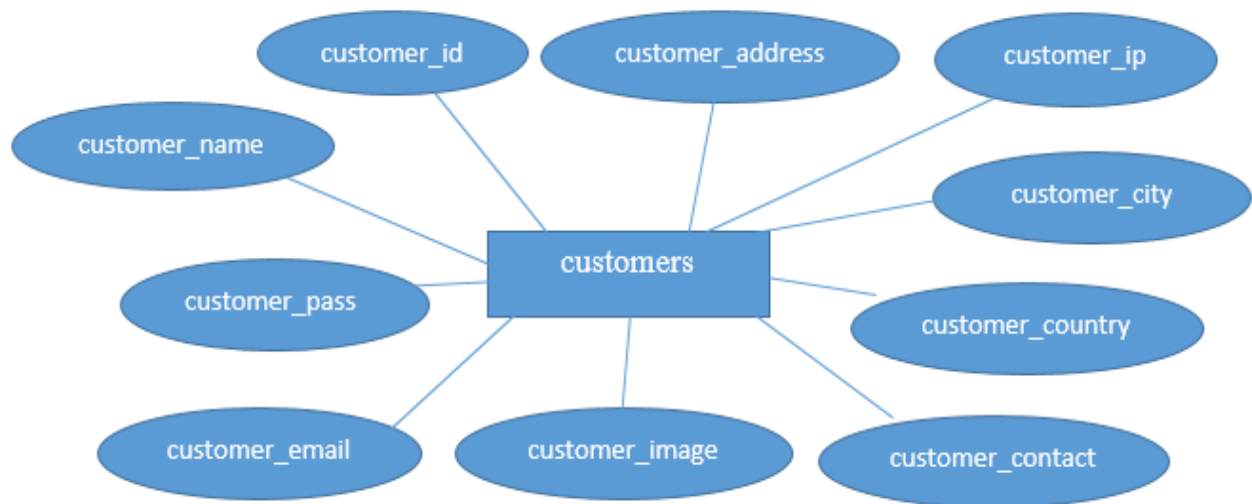 customer_id
customer_address
customer_ip
customer_name
customer_city
customers
customer_pass
customer_country
customer_email
customer_image
customer_contact